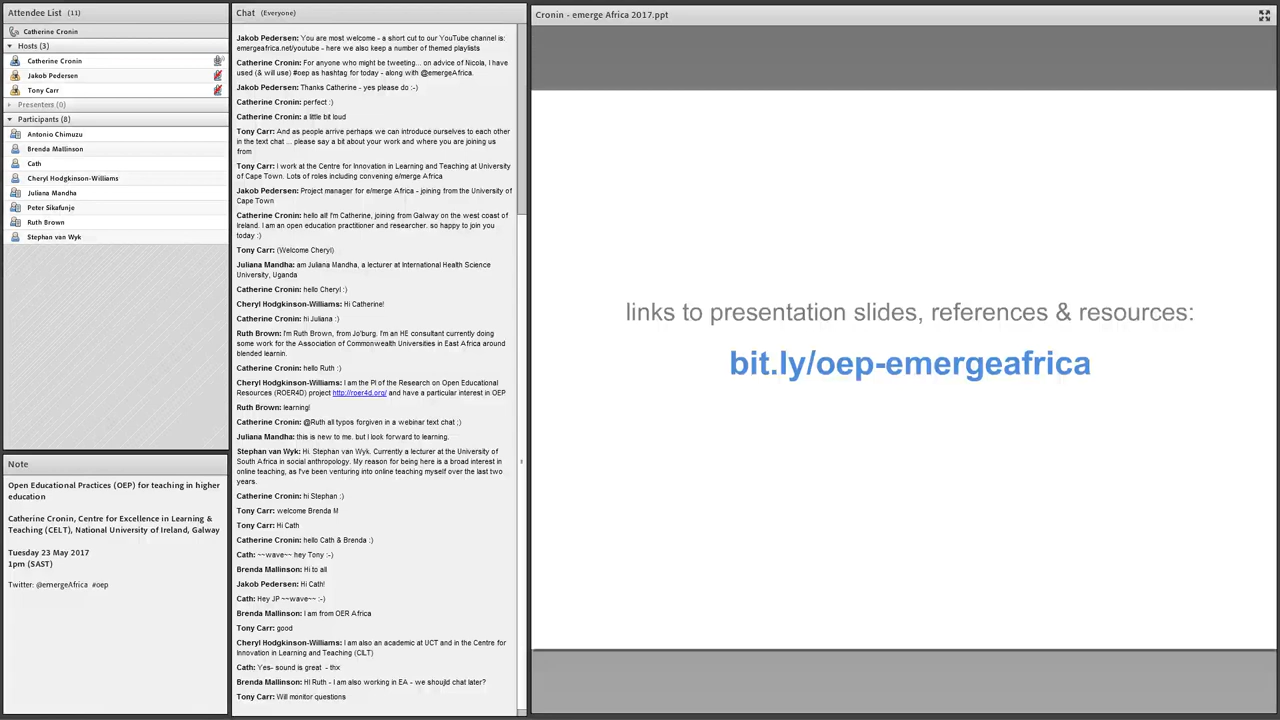 Attendee List (11)
Catherine Cronin
Hosts (3)
Catherine Cronin
Jakob Pedersen
Tony Carr
Presenters (0)
Participants (8)
Antonio Chimuzu
Brenda Mallinson
Cath
Cheryl Hodgkinson-Williams
Juliana Mandha
Peter Sikafunje
Ruth Brown
Stephan van Wyk
Note
Open Educational Practices (OEP) for teaching in higher
education
Catherine Cronin, Centre for Excellence in Learning &
Teaching (CELT), National University of Ireland, Galway
Tuesday 23 May 2017
1pm (SAST)
Twitter: @emergeAfrica #oep
Chat (Everyone)
Jakob Pedersen: You are most welcome - a short cut to our YouTube channel is:
emergeafrica.net/youtube - here we also keep a number of themed playlists
Catherine Cronin: For anyone who might be tweeting... on advice of Nicola, I have
used (& will use) #oep as hashtag for today - along with @emergeAfrica.
Jakob Pedersen: Thanks Catherine - yes please do :-)
Catherine Cronin: perfect :)
Catherine Cronin: a little bit loud
Tony Carr: And as people arrive perhaps we can introduce ourselves to each other
in the text chat ... please say a bit about your work and where you are joining us
from
Tony Carr: I work at the Centre for Innovation in Learning and Teaching at University
of Cape Town. Lots of roles including convening e/merge Africa
Jakob Pedersen: Project manager for e/merge Africa - joining from the University of
Cape Town
Catherine Cronin: hello all! I'm Catherine, joining from Galway on the west coast of
Ireland. I am an open education practitioner and researcher. so happy to join you
today :)
Tony Carr: (Welcome Cheryl)
Juliana Mandha: am Juliana Mandha, a lecturer at International Health Science
University, Uganda
Catherine Cronin: hello Cheryl :)
Cheryl Hodgkinson-Williams: Hi Catherine!
Catherine Cronin: hi Juliana :)
Ruth Brown: I'm Ruth Brown, from Jo'burg. I'm an HE consultant currently doing
some work for the Association of Commonwealth Universities in East Africa around
blended learnin.
Catherine Cronin: hello Ruth :)
Cheryl Hodgkinson-Williams: I am the PI of the Research on Open Educational
Resources (ROER4D) project http://roer4d.org/ and have a particular interest in OEP
Ruth Brown: learning!
Catherine Cronin: @Ruth all typos forgiven in a webinar text chat ;)
Juliana Mandha: this is new to me. but I look forward to learning.
Stephan van Wyk: Hi. Stephan van Wyk. Currently a lecturer at the University of
South Africa in social anthropology. My reason for being here is a broad interest in
online teaching, as I've been venturing into online teaching myself over the last two
years.
Catherine Cronin: hi Stephan :)
Tony Carr: welcome Brenda M
Tony Carr: Hi Cath
Catherine Cronin: hello Cath & Brenda :)
Cath: ~~wave~~ hey Tony :-)
Brenda Mallinson: Hi to all
Jakob Pedersen: Hi Cath!
Cath: Hey JP ~~wave~~ :-)
Brenda Mallinson: I am from OER Africa
Tony Carr: good
Cheryl Hodgkinson-Williams: I am also an academic at UCT and in the Centre for
Innovation in Learning and Teaching (CILT)
Cath: Yes- sound is great - thx
Brenda Mallinson: HI Ruth - I am also working in EA - we shoujld chat later?
Tony Carr: Will monitor questions
Cronin - emerge Africa 2017.ppt
links to presentation slides, references & resources:
bit.ly/oep-emergeafrica